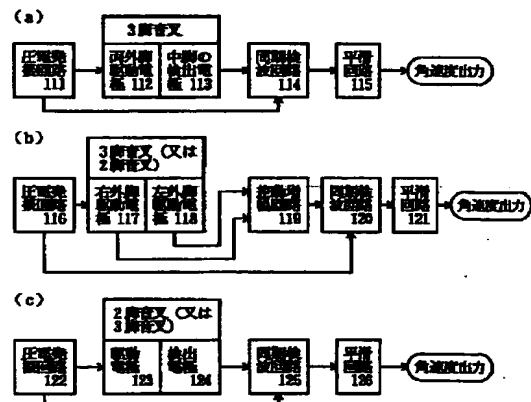 (a)
3脚音叉
圧電発
振回路
111
両外脚
駆動電
極 112
中脚の
検出電
極 113
同期検
波回路
114
平滑
回路
115
角速度出力
(b)
3脚音叉(又は
2脚音叉)
圧電発
振回路
116
右外脚
駆動電
極 117
左外脚
駆動電
極 118
差動増
幅回路
119
同期検
波回路
120
平滑
回路
121
角速度出力
(c)
2脚音叉(又は
3脚音叉)
圧電発
振回路
122
駆動
電極
123
検出
電極
124
同期検
波回路
125
平滑
回路
126
角速度出力